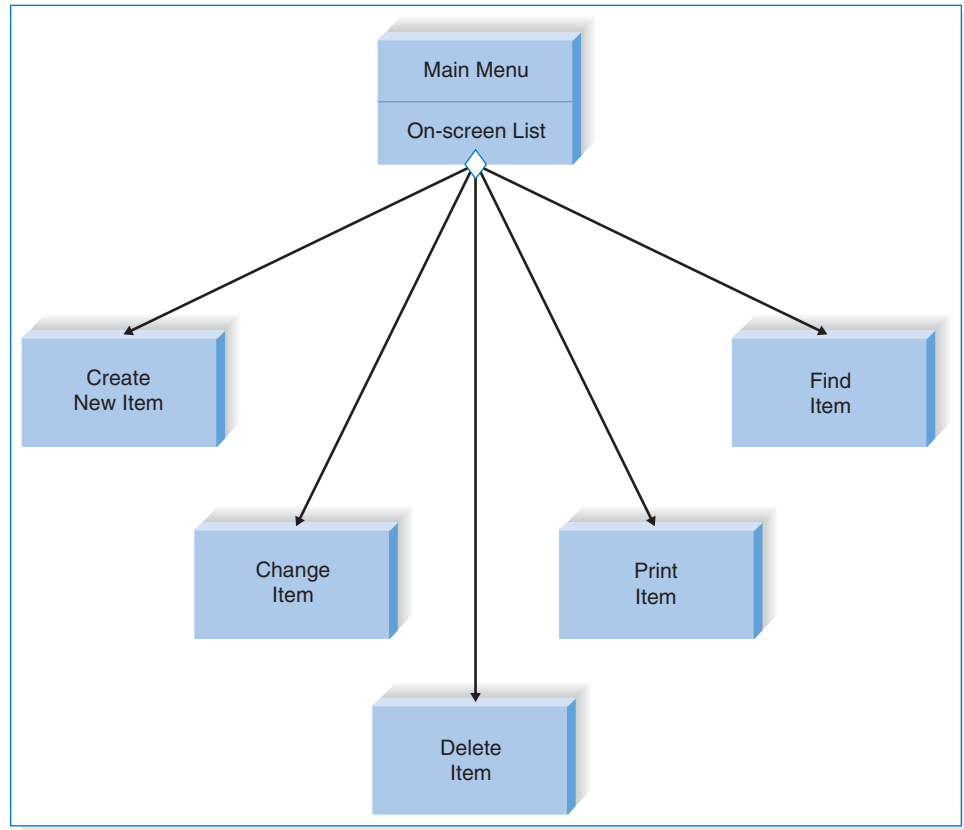 Main Menu
On-screen List
Create
New Item
Find
Item
Change
Item
Print
Item
Delete
Item